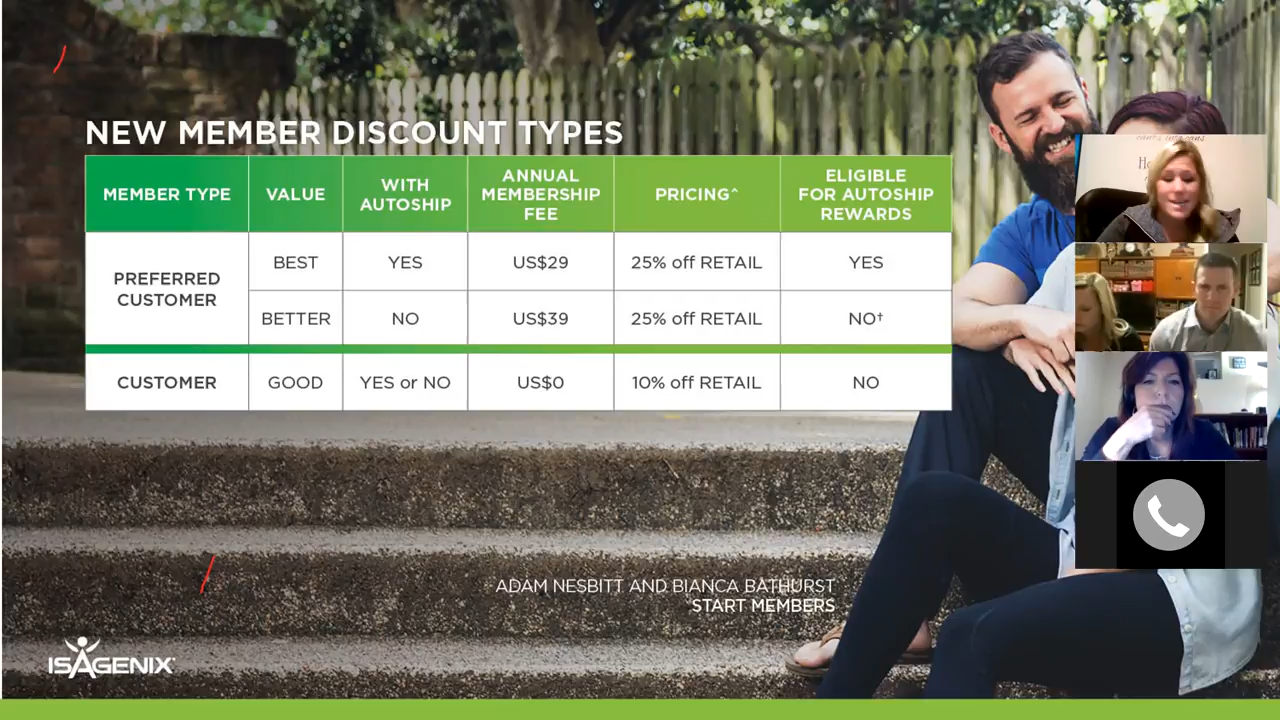 NEW MEMBER DISCOUNT TYPES
MEMBER TYPE
VALUE
WITH
AUTOSHIP
ANNUAL
MEMBERSHIP
FEE
PRICING^
ELIGIBLE
FOR AUTOSHIP
REWARDS
PREFERRED
CUSTOMER
BEST
YES
US$29
25% off RETAIL
YES
BETTER
NO
US$39
25% off RETAIL
NO†
CUSTOMER
GOOD
YES or NO
US$0
10% off RETAIL
NO
ADAM NESBITT AND BIANCA BATHURST
START MEMBERS
ISAGENIX